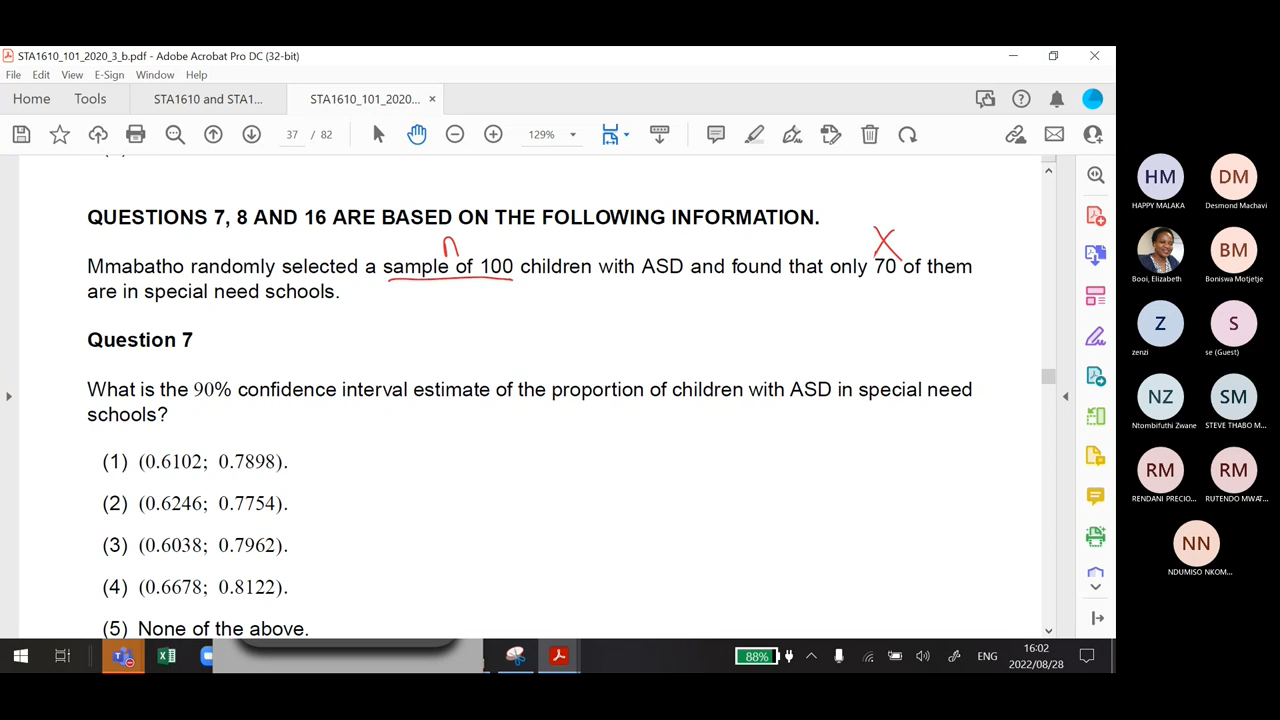 STA1610_101_2020_3_b.pdf - Adobe Acrobat Pro DC (32-bit)
File Edit View E-Sign Window Help
Home Tools STA1610 and STA1... STA1610_101_2020... ×
37 / 82 129%
QUESTIONS 7, 8 AND 16 ARE BASED ON THE FOLLOWING INFORMATION.
n X
Mmabatho randomly selected a sample of 100 children with ASD and found that only 70 of them
are in special need schools.
Question 7
What is the 90% confidence interval estimate of the proportion of children with ASD in special need
schools?
(1) (0.6102; 0.7898).
(2) (0.6246; 0.7754).
(3) (0.6038; 0.7962).
(4) (0.6678; 0.8122).
(5) None of the above.
HM DM
HAPPY MALAKA Desmond Machavi
BM
Booi, Elizabeth Boniswa Motjetje
Z S
zenzi se (Guest)
NZ SM
Ntombifuthi Zwane STEVE THABO M...
RM RM
RENDANI PRECIO... RUTENDO MWAT...
NN
NDUMISO NKOM...
88% ENG 16:02
2022/08/28